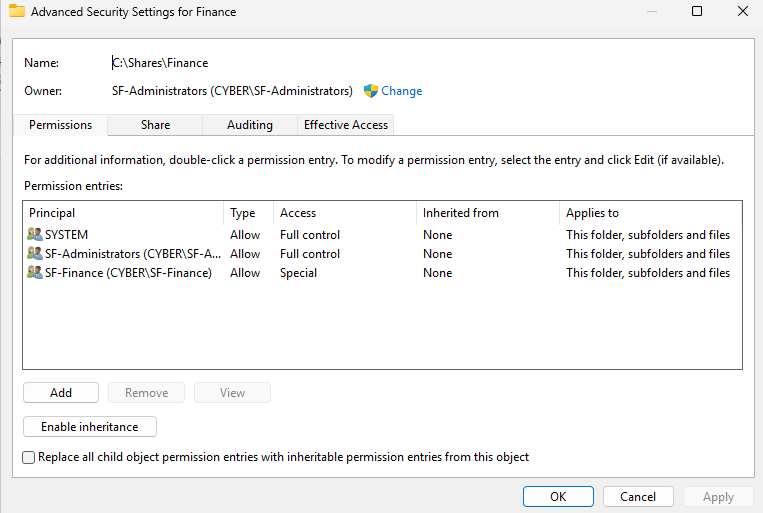 Advanced Security Settings for Finance
Name: C:\Shares\Finance
Owner: SF-Administrators (CYBER\SF-Administrators) Change
Permissions Share Auditing Effective Access
For additional information, double-click a permission entry. To modify a permission entry, select the entry and click Edit (if available).
Permission entries:
Principal Type Access Inherited from Applies to
SYSTEM Allow Full control None This folder, subfolders and files
SF-Administrators (CYBER\SF-A... Allow Full control None This folder, subfolders and files
SF-Finance (CYBER\SF-Finance) Allow Special None This folder, subfolders and files
Add Remove View
Enable inheritance
Replace all child object permission entries with inheritable permission entries from this object
OK Cancel Apply